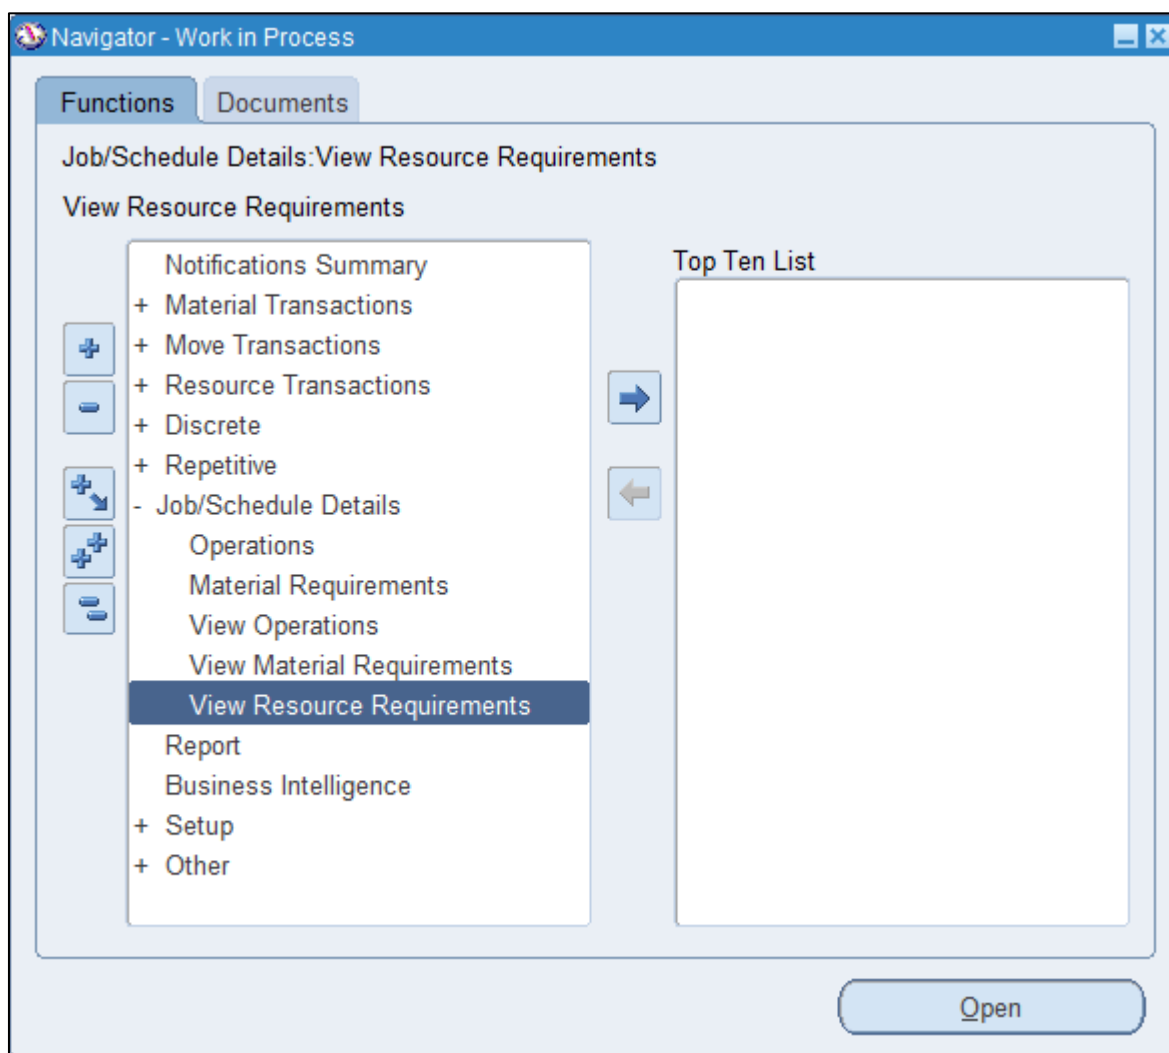 Navigator - Work in Process
Functions Documents
Job/Schedule Details:View Resource Requirements
View Resource Requirements
Notifications Summary
+ Material Transactions
+ Move Transactions
+ Resource Transactions
+ Discrete
+ Repetitive
- Job/Schedule Details
Operations
Material Requirements
View Operations
View Material Requirements
View Resource Requirements
Report
Business Intelligence
+ Setup
+ Other
Top Ten List
Open